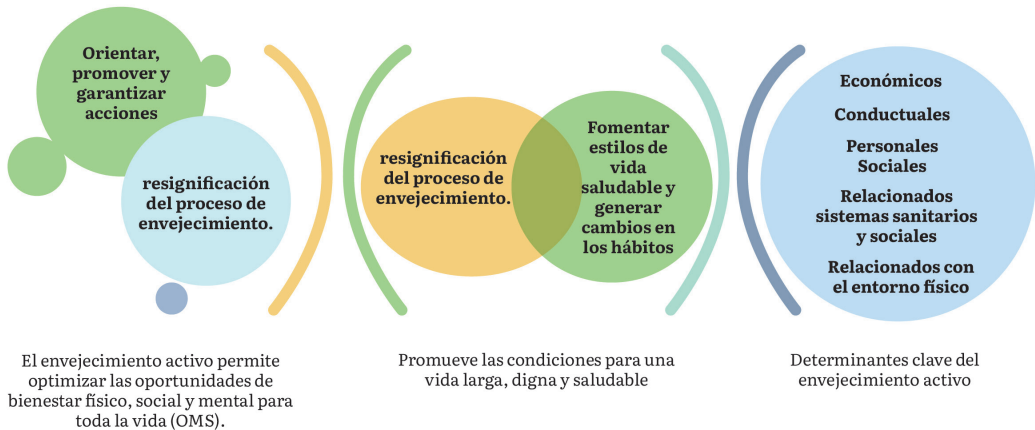 Orientar,
promover y
garantizar
acciones
resignificación
del proceso de
envejecimiento.
El envejecimiento activo permite
optimizar las oportunidades de
bienestar físico, social y mental para
toda la vida (OMS).
resignificación
del proceso de
envejecimiento.
Fomentar
estilos de
vida
saludable y
generar
cambios en
los hábitos
Promueve las condiciones para una
vida larga, digna y saludable
Económicos
Conductuales
Personales
Sociales
Relacionados
sistemas sanitarios
y sociales
Relacionados con
el entorno físico
Determinantes clave del
envejecimiento activo